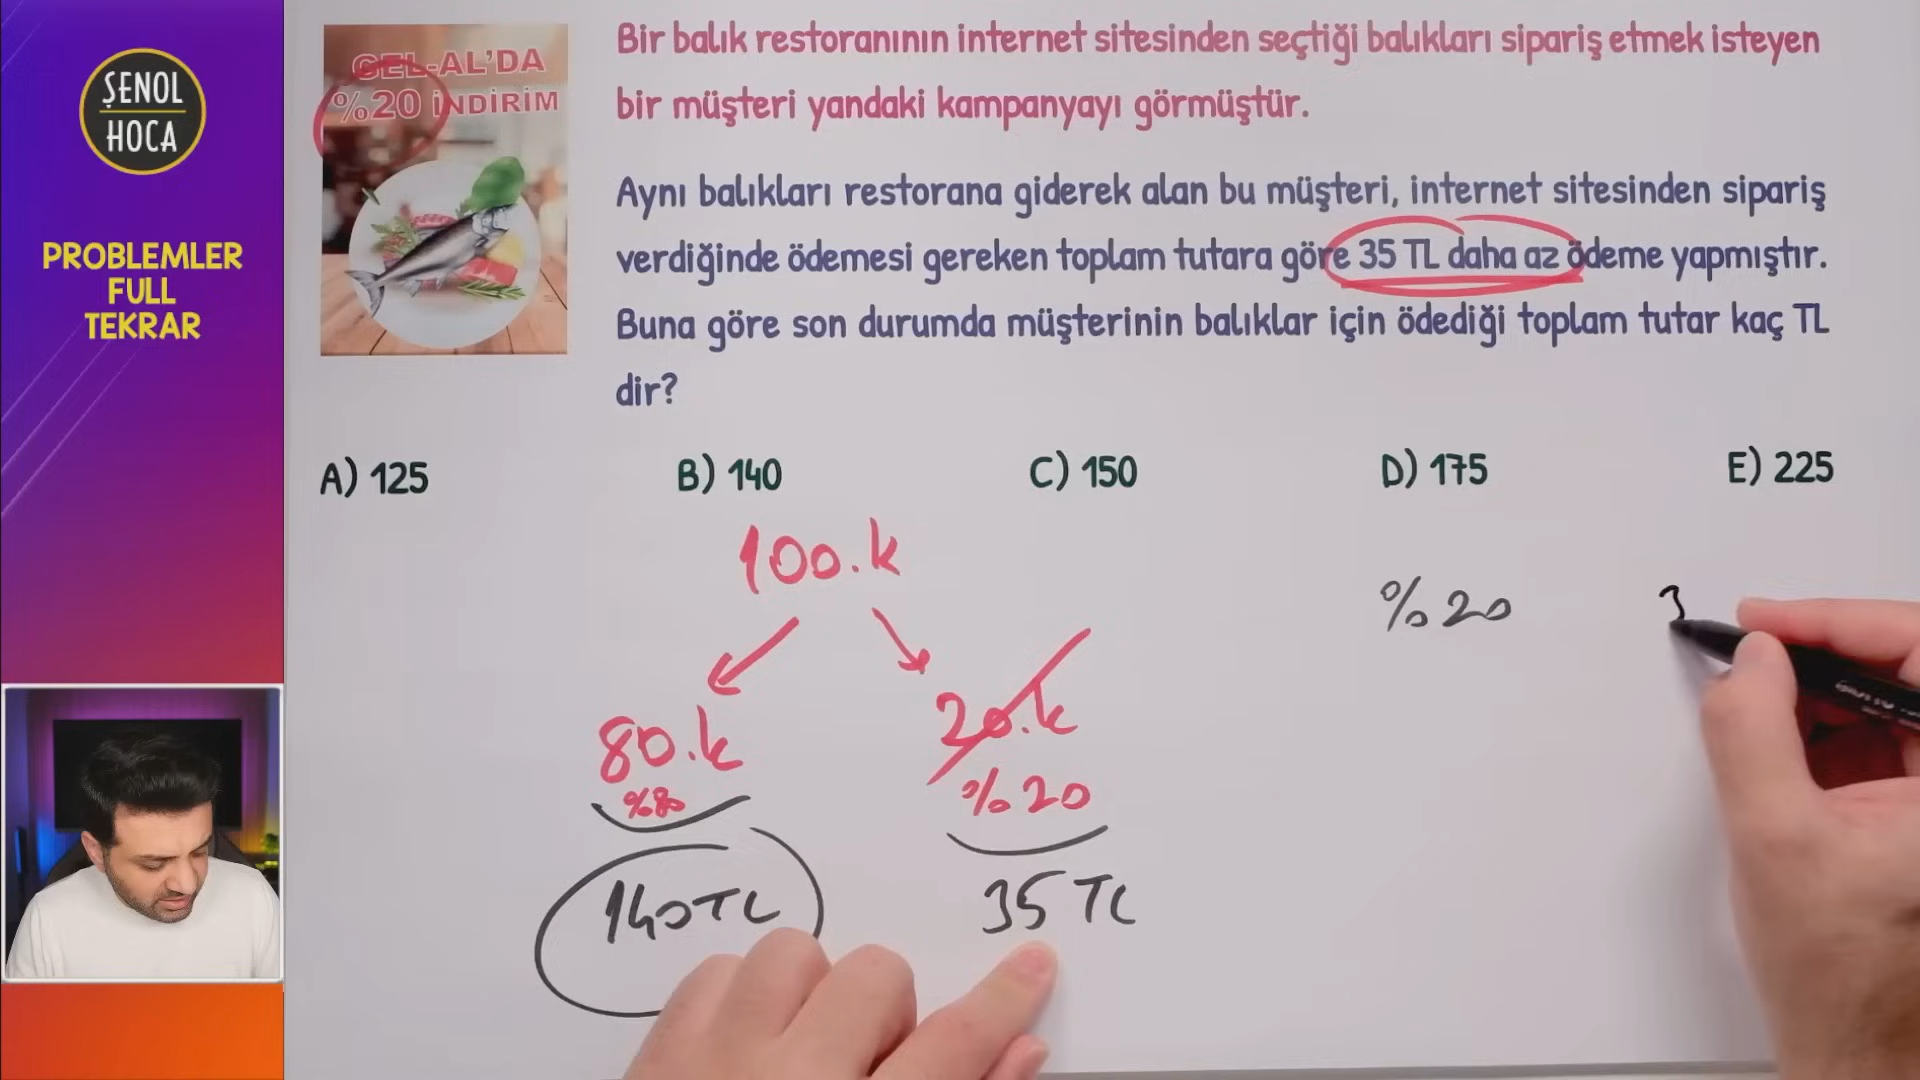 ŞENOL
HOCA
PROBLEMLER
FULL
TEKRAR
GEL-AL'DA
%20 İNDİRİM
Bir balık restoranının internet sitesinden seçtiği balıkları sipariş etmek isteyen
bir müşteri yandaki kampanyayı görmüştür.
Aynı balıkları restorana giderek alan bu müşteri, internet sitesinden sipariş
verdiğinde ödemesi gereken toplam tutara göre 35 TL daha az ödeme yapmıştır.
Buna göre son durumda müşterinin balıklar için ödediği toplam tutar kaç TL
dir?
A) 125 B) 140 C) 150 D) 175 E) 225
100.k
%20 3
80.k 20.k
%80 %20
140TL 35 TL